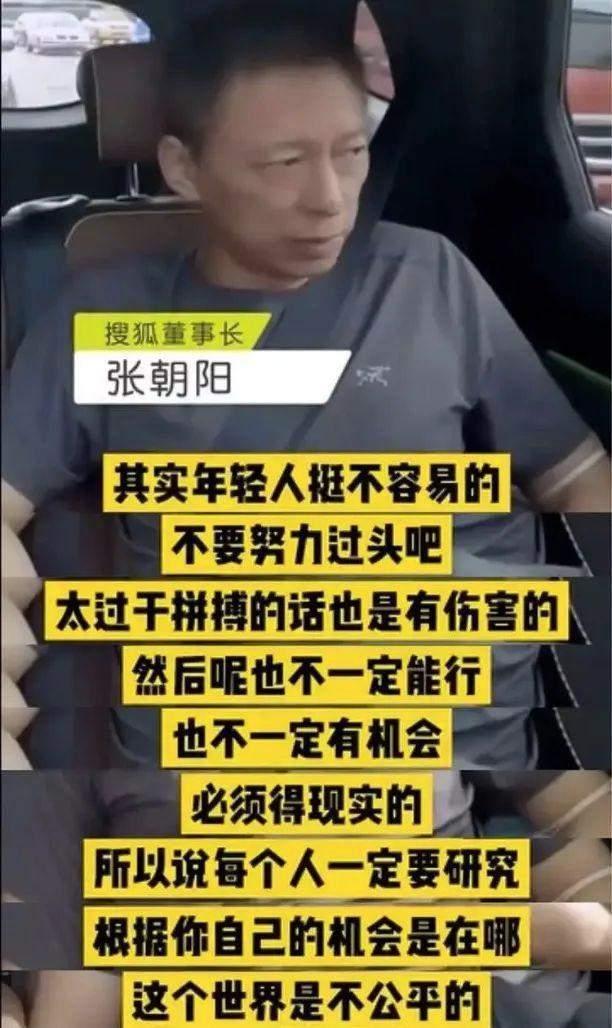 搜狐董事长
张朝阳
其实年轻人挺不容易的
不要努力过头吧
太过于拼搏的话也是有伤害的
然后呢也不一定能行
也不一定有机会
必须得现实的
所以说每个人一定要研究
根据你自己的机会是在哪
这个世界是不公平的